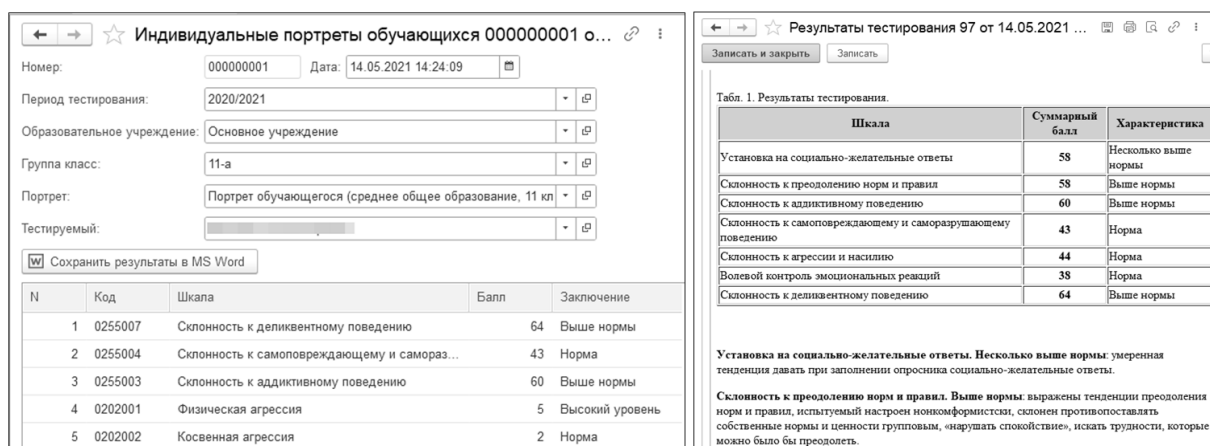 Индивидуальные портреты обучающихся 000000001 о...
Номер: 000000001 Дата: 14.05.2021 14:24:09
Период тестирования: 2020/2021
Образовательное учреждение: Основное учреждение
Группа класс: 11-а
Портрет: Портрет обучающегося (среднее общее образование, 11 кл
Тестируемый:
Сохранить результаты в MS Word
N Код Шкала Балл Заключение
1 0255007 Склонность к деликвентному поведению 64 Выше нормы
2 0255004 Склонность к самоповреждающему и самораз... 43 Норма
3 0255003 Склонность к аддиктивному поведению 60 Выше нормы
4 0202001 Физическая агрессия 5 Высокий уровень
5 0202002 Косвенная агрессия 2 Норма
Результаты тестирования 97 от 14.05.2021 ...
Записать и закрыть Записать
Табл. 1. Результаты тестирования.
Шкала Суммарный Характеристика
балл
Установка на социально-желательные ответы 58 Несколько выше
нормы
Склонность к преодолению норм и правил 58 Выше нормы
Склонность к аддиктивному поведению 60 Выше нормы
Склонность к самоповреждающему и саморазрушающему
поведению 43 Норма
Склонность к агрессии и насилию 44 Норма
Волевой контроль эмоциональных реакций 38 Норма
Склонность к деликвентному поведению 64 Выше нормы
Установка на социально-желательные ответы. Несколько выше нормы: умеренная
тенденция давать при заполнении опросника социально-желательные ответы.
Склонность к преодолению норм и правил. Выше нормы: выражены тенденции преодоления
норм и правил, испытуемый настроен нонконформистски, склонен противопоставлять
собственные нормы и ценности групповым, «нарушать спокойствие», искать трудности, которые
можно было бы преодолеть.